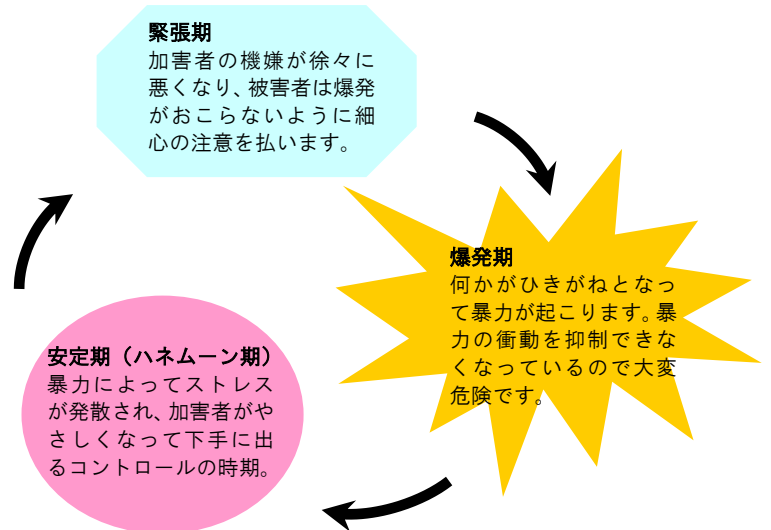 緊張期
加害者の機嫌が徐々に
悪くなり、被害者は爆発
がおこらないように細
心の注意を払います。
爆発期
何かがひきがねとなっ
て暴力が起こります。暴
力の衝動を抑制できな
くなっているので大変
危険です。
安定期（ハネムーン期）
暴力によってストレス
が発散され、加害者がや
さしくなって下手に出
るコントロールの時期。